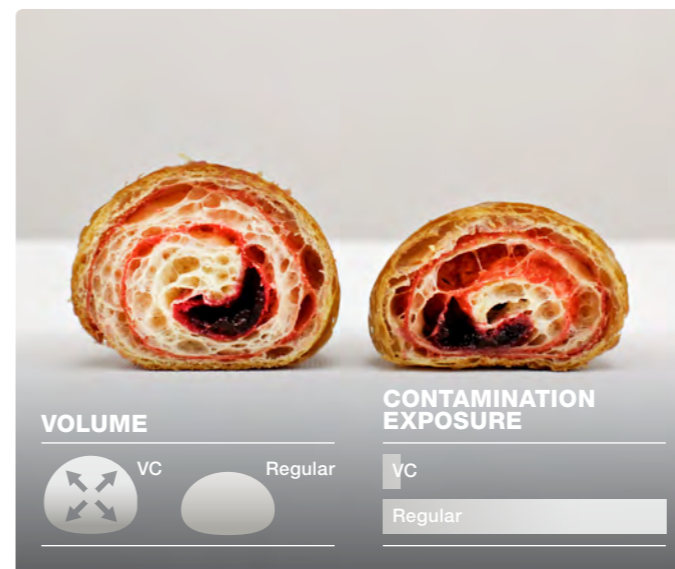 VOLUME
VC
Regular
CONTAMINATION
EXPOSURE
VC
Regular